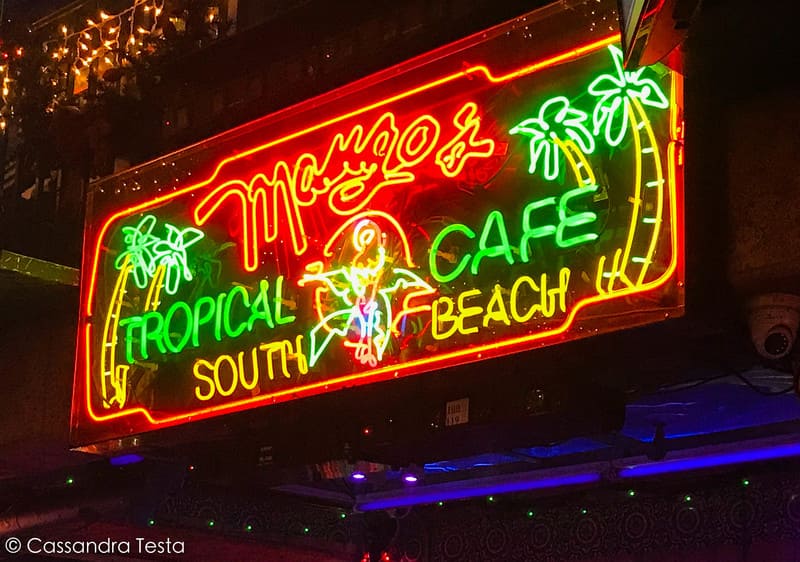 Mango's
TROPICAL CAFE
SOUTH BEACH
© Cassandra Testa